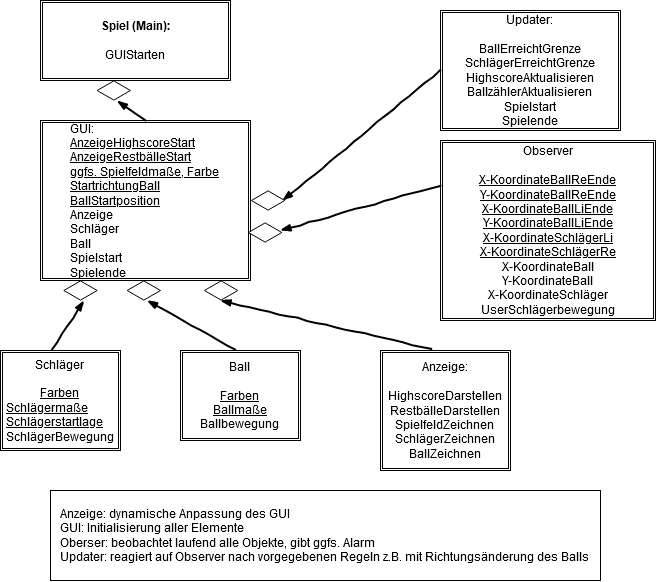 Spiel (Main):
GUIStarten
GUI:
AnzeigeHighscoreStart
AnzeigeRestbälleStart
ggfs. Spielfeldmaße, Farbe
StartrichtungBall
BallStartposition
Anzeige
Schläger
Ball
Spielstart
Spielende
Updater:
BallErreichtGrenze
SchlägerErreichtGrenze
HighscoreAktualisieren
BallzählerAktualisieren
Spielstart
Spielende
Observer
X-KoordinateBallReEnde
Y-KoordinateBallReEnde
X-KoordinateBallLiEnde
Y-KoordinateBallLiEnde
X-KoordinateSchlägerLi
X-KoordinateSchlägerRe
X-KoordinateBall
Y-KoordinateBall
X-KoordinateSchläger
UserSchlägerbewegung
Schläger
Farben
Schlägermaße
Schlägerstartlage
SchlägerBewegung
Ball
Farben
Ballmaße
Ballbewegung
Anzeige:
HighscoreDarstellen
RestbälleDarstellen
SpielfeldZeichnen
SchlägerZeichnen
BallZeichnen
Anzeige: dynamische Anpassung des GUI
GUI: Initialisierung aller Elemente
Oberser: beobachtet laufend alle Objekte, gibt ggfs. Alarm
Updater: reagiert auf Observer nach vorgegebenen Regeln z.B. mit Richtungsänderung des Balls